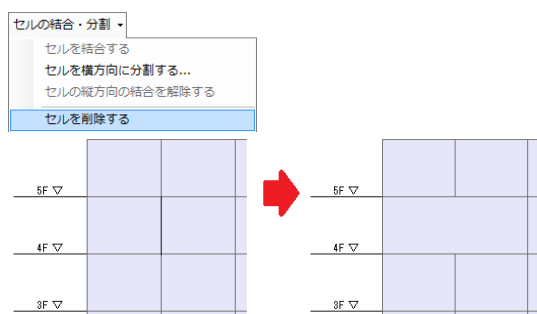 セルの結合・分割 ▾
セルを結合する
セルを横方向に分割する...
セルの縦方向の結合を解除する
セルを削除する
5F ▽
4F ▽
3F ▽
5F ▽
4F ▽
3F ▽